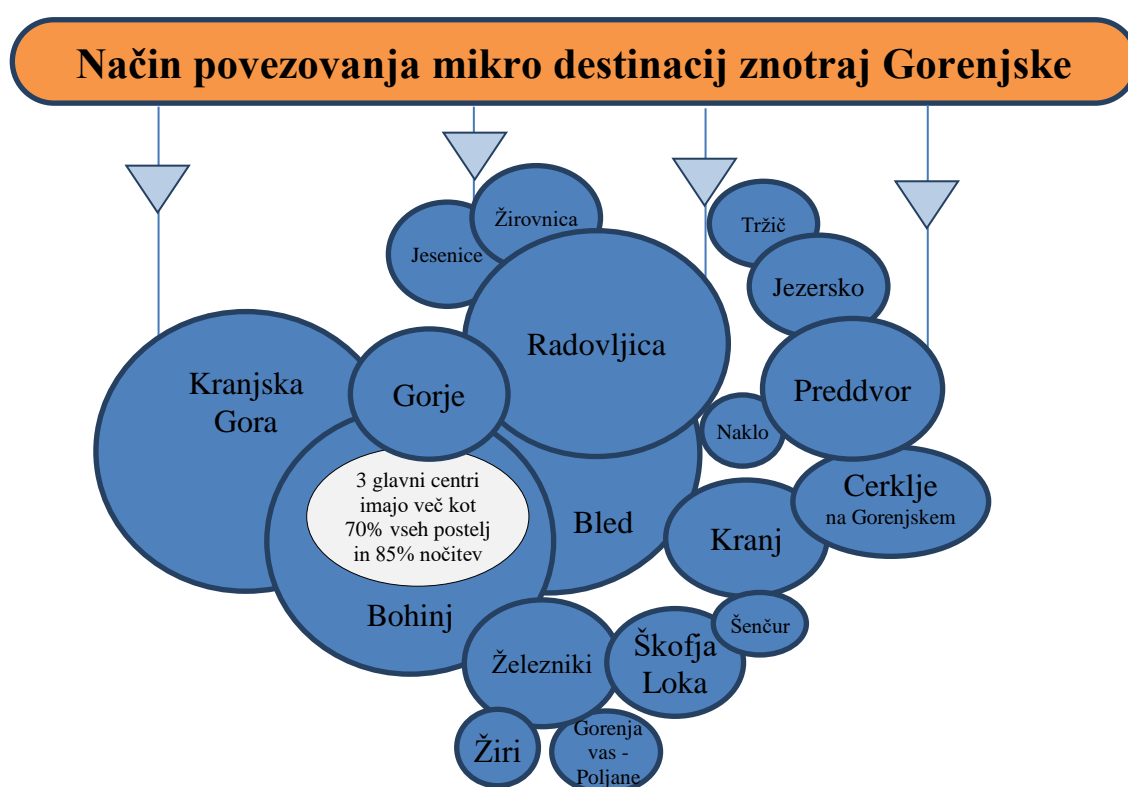 Način povezovanja mikro destinacij znotraj Gorenjske
Žirovnica
Tržič
Jesenice
Jezersko
Radovljica
Kranjska
Gora
Gorje
Preddvor
Naklo
3 glavni centri
imajo več kot
70% vseh postelj
in 85% nočitev
Cerklje
na Gorenjskem
Bled
Kranj
Bohinj
Šenčur
Železniki
Škofja
Loka
Žiri
Gorenja
vas -
Poljane